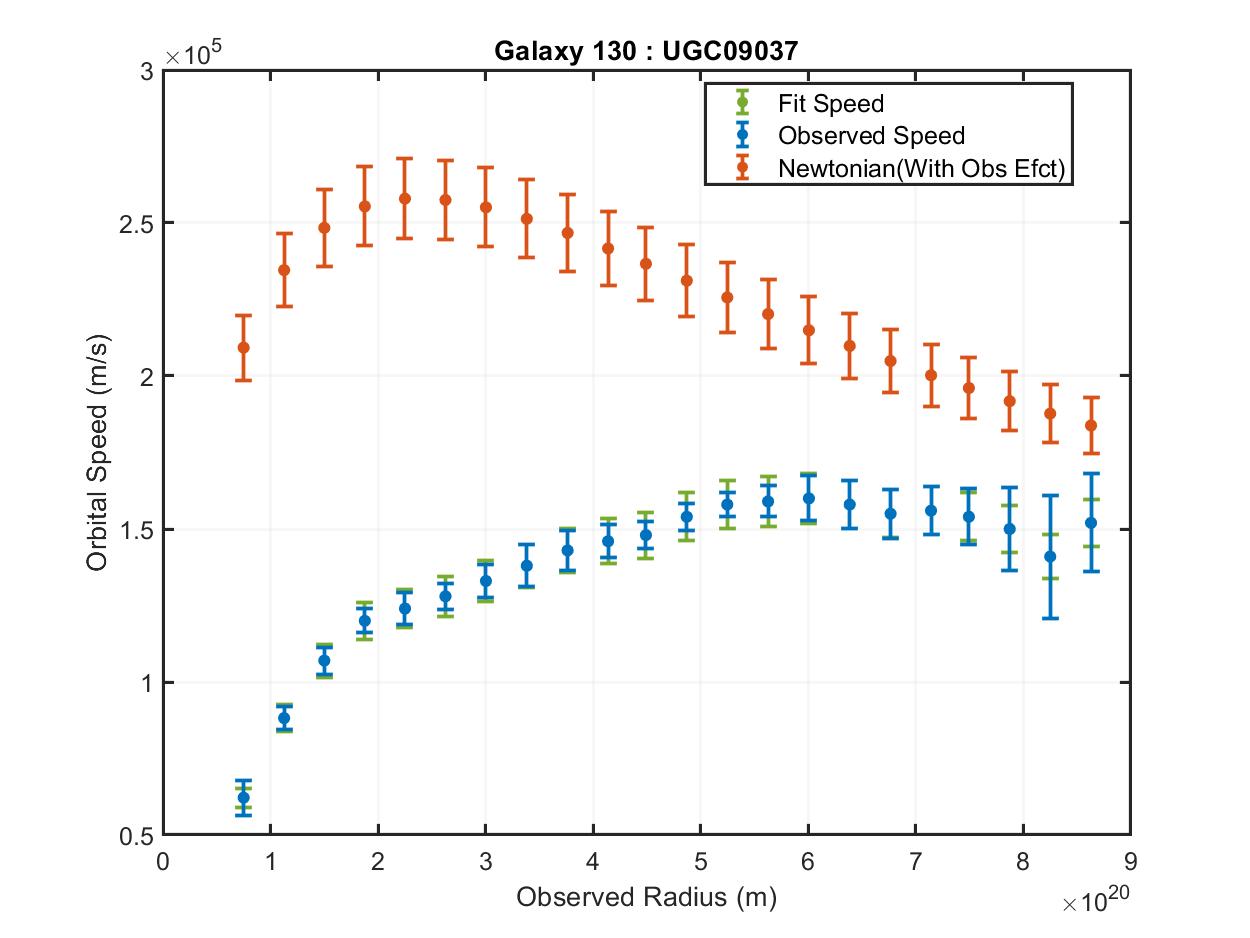 Galaxy 130 : UGC09037
×10^5
3
2.5
2
1.5
1
0.5
Orbital Speed (m/s)
Fit Speed
Observed Speed
Newtonian(With Obs Efct)
0 1 2 3 4 5 6 7 8 9
Observed Radius (m)
×10^20